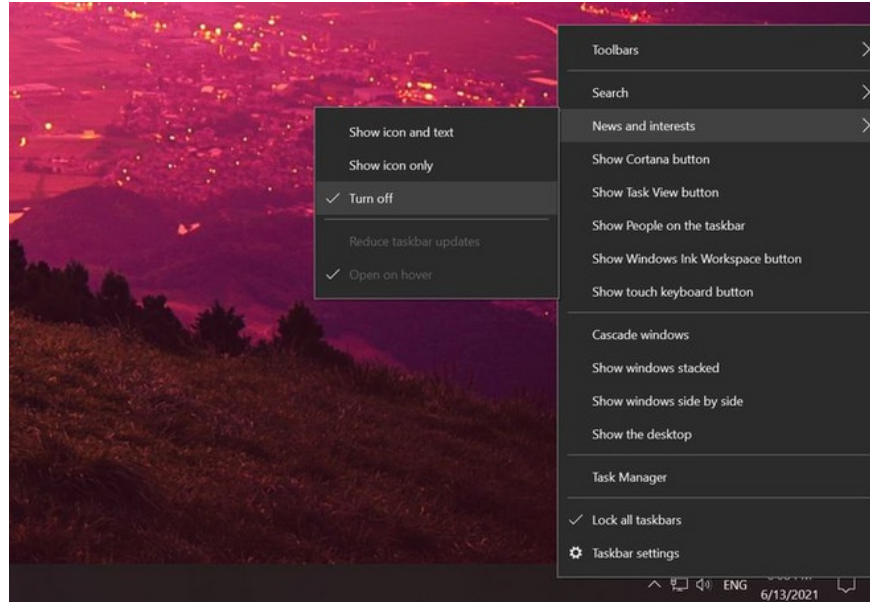 Toolbars
Search
News and interests
Show Cortana button
Show Task View button
Show People on the taskbar
Show Windows Ink Workspace button
Show touch keyboard button
Cascade windows
Show windows stacked
Show windows side by side
Show the desktop
Task Manager
Lock all taskbars
Taskbar settings
Show icon and text
Show icon only
Turn off
Reduce taskbar updates
Open on hover
ENG
6/13/2021